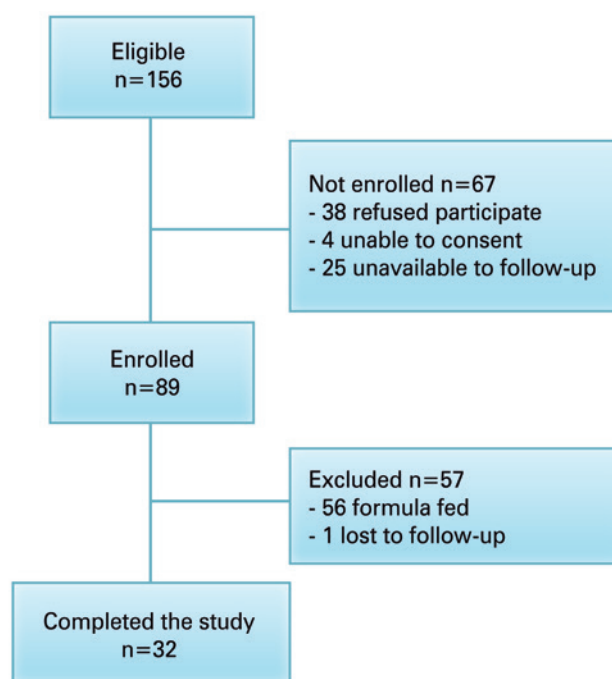 Eligible
n=156
Not enrolled n=67
- 38 refused participate
- 4 unable to consent
- 25 unavailable to follow-up
Enrolled
n=89
Excluded n=57
- 56 formula fed
- 1 lost to follow-up
Completed the study
n=32